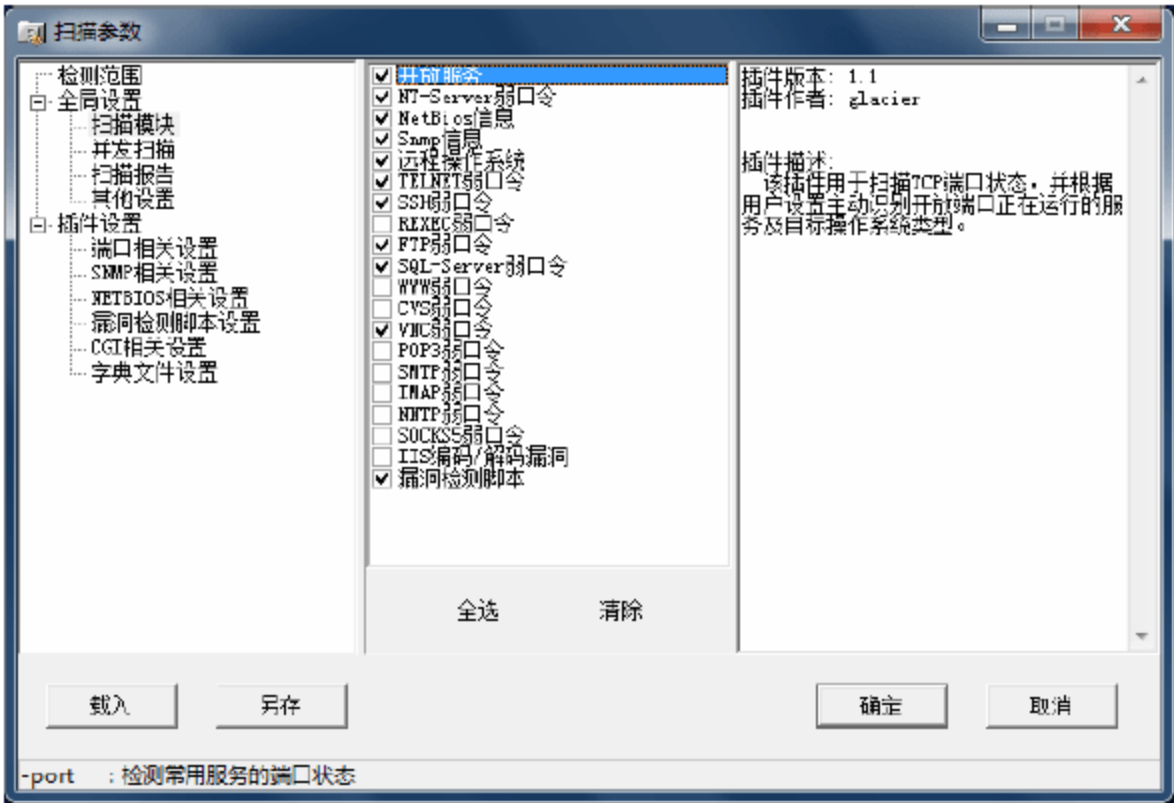 扫描参数
检测范围
全局设置
扫描模块
并发扫描
扫描报告
其他设置
插件设置
端口相关设置
SNMP相关设置
NETBIOS相关设置
漏洞检测脚本设置
CGI相关设置
字典文件设置
开放服务
NT-Server弱口令
NetBios信息
Snmp信息
远程操作系统
TELNET弱口令
SSH弱口令
REXEC弱口令
FTP弱口令
SQL-Server弱口令
WWW弱口令
CVS弱口令
VNC弱口令
POP3弱口令
SMTP弱口令
IMAP弱口令
NNTP弱口令
SOCKS5弱口令
IIS编码/解码漏洞
漏洞检测脚本
全选
清除
插件版本: 1.1
插件作者: glacier
插件描述:
该插件用于扫描TCP端口状态，并根据
用户设置主动识别开放端口正在运行的服
务及目标操作系统类型。
载入
另存
确定
取消
-port : 检测常用服务的端口状态